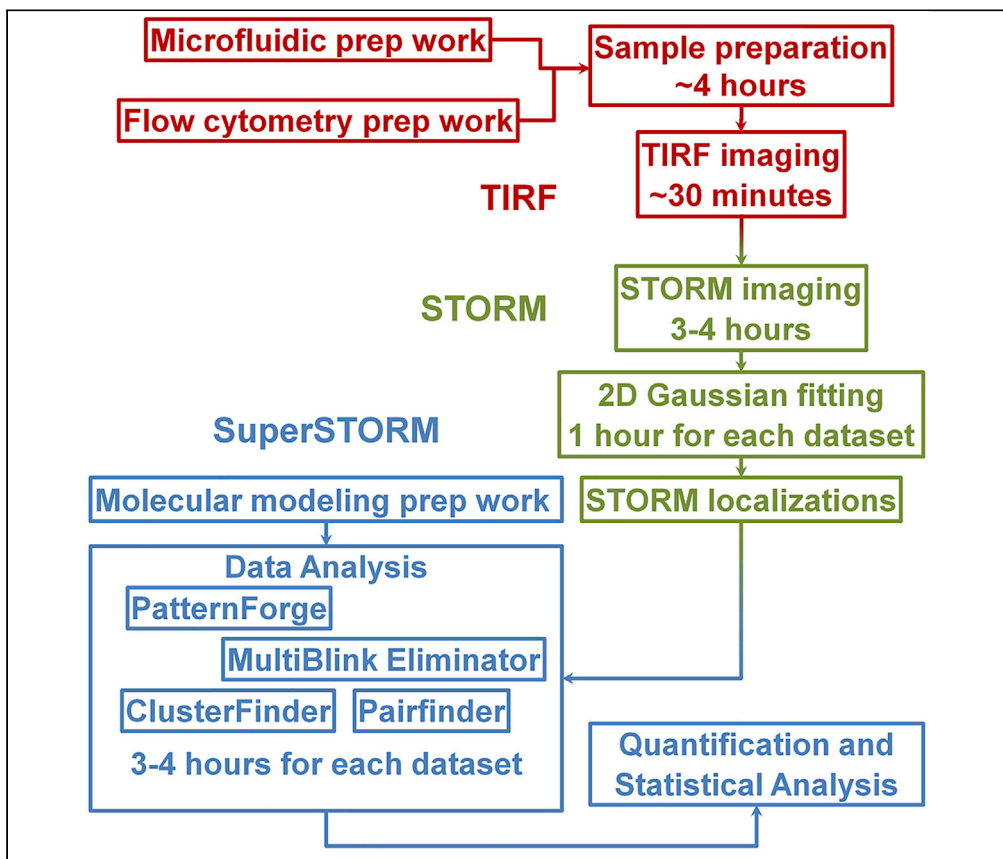 Microfluidic prep work
Flow cytometry prep work
Sample preparation
~4 hours
TIRF imaging
~30 minutes
TIRF
STORM imaging
3-4 hours
STORM
2D Gaussian fitting
1 hour for each dataset
SuperSTORM
STORM localizations
Molecular modeling prep work
Data Analysis
PatternForge
MultiBlink Eliminator
ClusterFinder
Pairfinder
3-4 hours for each dataset
Quantification and
Statistical Analysis